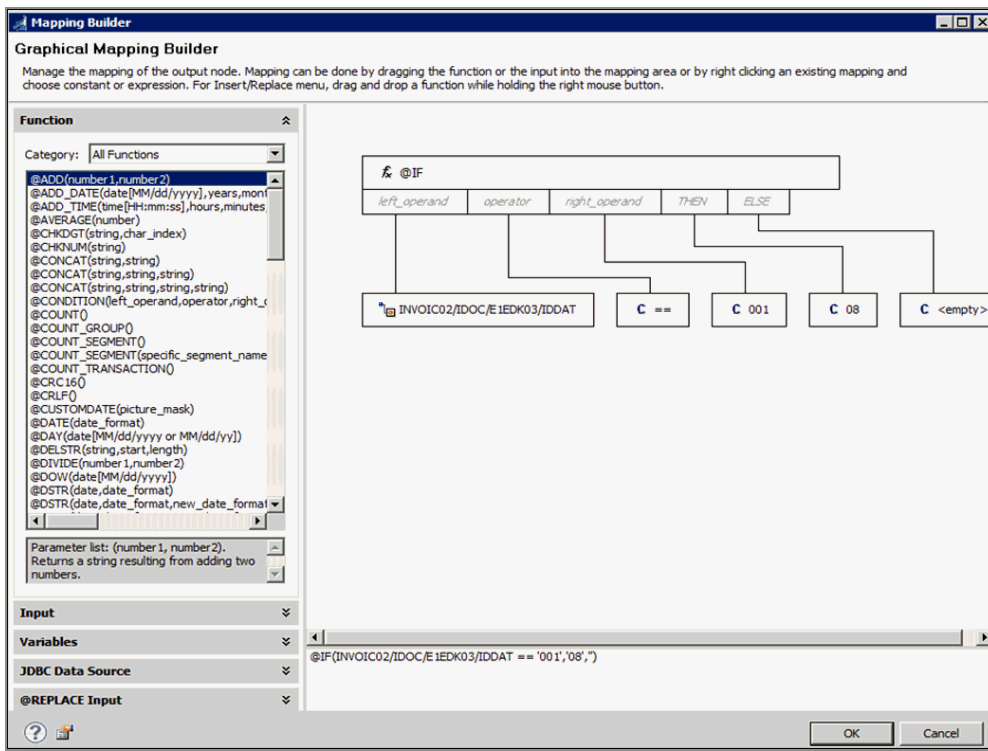 Mapping Builder
Graphical Mapping Builder
Manage the mapping of the output node. Mapping can be done by dragging the function or the input into the mapping area or by right clicking an existing mapping and
choose constant or expression. For Insert/Replace menu, drag and drop a function while holding the right mouse button.
Function
Category: All Functions
@ADD(number1,number2)
@ADD_DATE(date[MM/dd/yyyy],years,mont
@ADD_TIME(time[HH:mm:ss],hours,minutes,
@AVERAGE(number)
@CHKDGT(string,char_index)
@CHKNUM(string)
@CONCAT(string,string)
@CONCAT(string,string,string)
@CONCAT(string,string,string,string)
@CONDITION(left_operand,operator,right_o
@COUNT()
@COUNT_GROUP()
@COUNT_SEGMENT()
@COUNT_SEGMENT(specific_segment_name
@COUNT_TRANSACTION()
@CRC16()
@CRLF()
@CUSTOMDATE(picture_mask)
@DATE(date_format)
@DAY(date[MM/dd/yyyy or MM/dd/yy])
@DELSTR(string,start,length)
@DIVIDE(number1,number2)
@DOW(date[MM/dd/yyyy])
@DSTR(date,date_format)
@DSTR(date,date_format,new_date_format
Parameter list: (number1, number2).
Returns a string resulting from adding two
numbers.
Input
Variables
JDBC Data Source
@REPLACE Input
fx @IF
left_operand operator right_operand THEN ELSE
INVOIC02/IDOC/E1EDK03/IDDAT C == C 001 C 08 C <empty>
@IF(INVOIC02/IDOC/E1EDK03/IDDAT == '001','08','')
OK Cancel